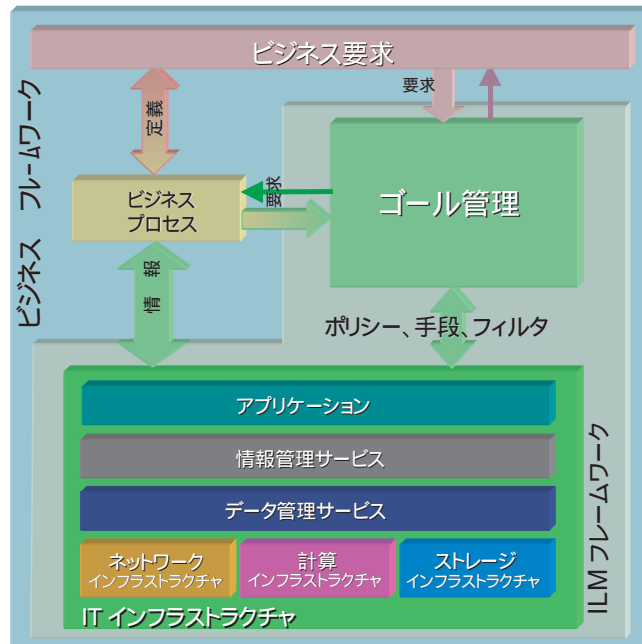 ビジネス要求
要求
定義
ビジネス フレームワーク
ビジネス
プロセス
要求
ゴール管理
情 報
ポリシー、手段、フィルタ
アプリケーション
情報管理サービス
データ管理サービス
ネットワーク
インフラストラクチャ
計算
インフラストラクチャ
ストレージ
インフラストラクチャ
IT インフラストラクチャ
ILM フレームワーク